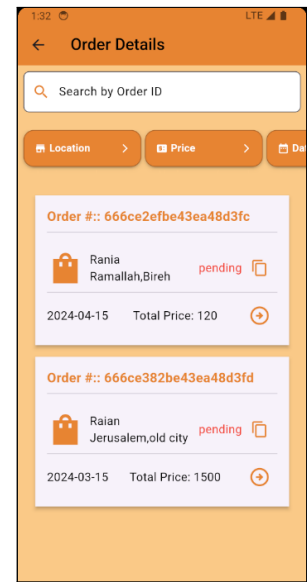 1:32 LTE
Order Details
Search by Order ID
Location Price Da
Order #:: 666ce2efbe43ea48d3fc
Rania
Ramallah,Bireh pending
2024-04-15 Total Price: 120
Order #:: 666ce382be43ea48d3fd
Raian
Jerusalem,old city pending
2024-03-15 Total Price: 1500